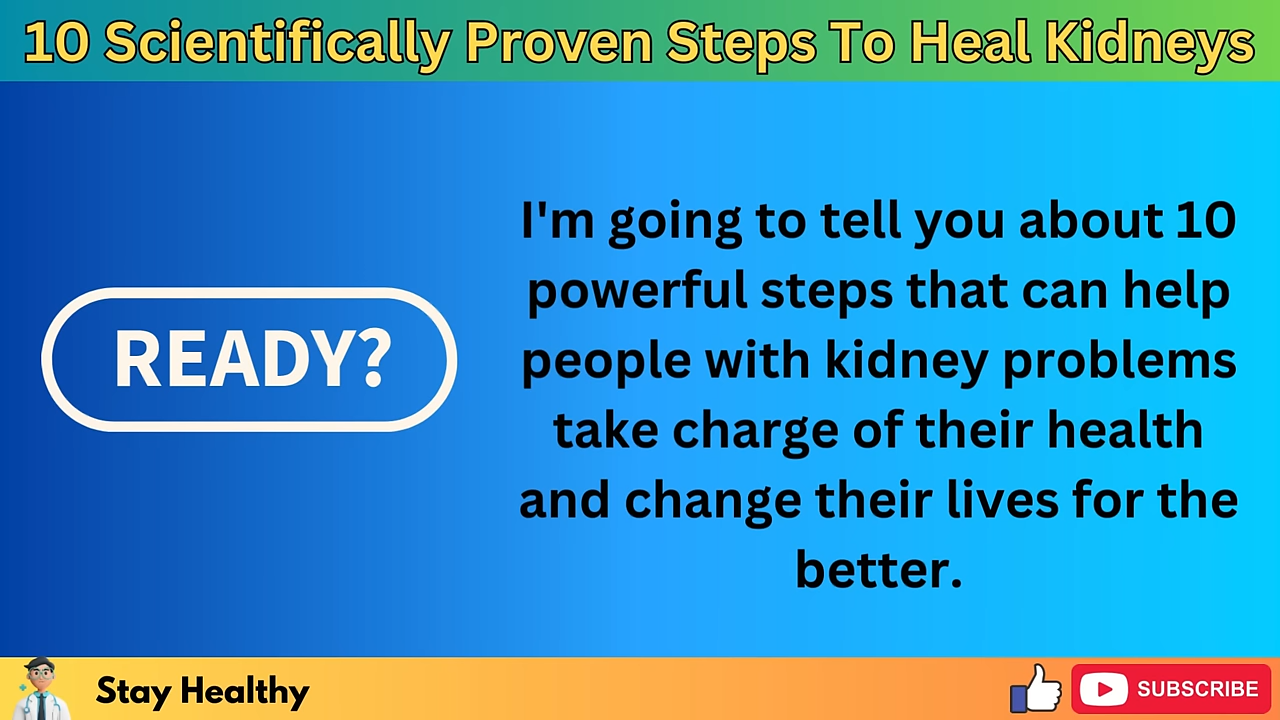 10 Scientifically Proven Steps To Heal Kidneys
READY?
I'm going to tell you about 10
powerful steps that can help
people with kidney problems
take charge of their health
and change their lives for the
better.
Stay Healthy
SUBSCRIBE